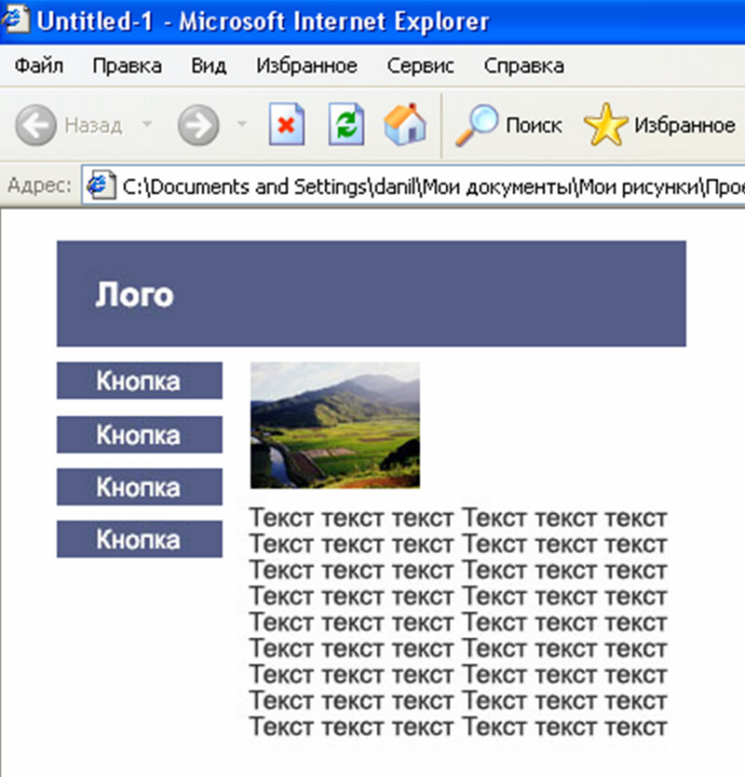 Untitled-1 - Microsoft Internet Explorer
Файл Правка Вид Избранное Сервис Справка
Назад Поиск Избранное
Адрес: C:\Documents and Settings\danil\Мои документы\Мои рисунки\Прое
Лого
Кнопка
Кнопка
Кнопка
Кнопка
Текст текст текст Текст текст текст
Текст текст текст Текст текст текст
Текст текст текст Текст текст текст
Текст текст текст Текст текст текст
Текст текст текст Текст текст текст
Текст текст текст Текст текст текст
Текст текст текст Текст текст текст
Текст текст текст Текст текст текст
Текст текст текст Текст текст текст